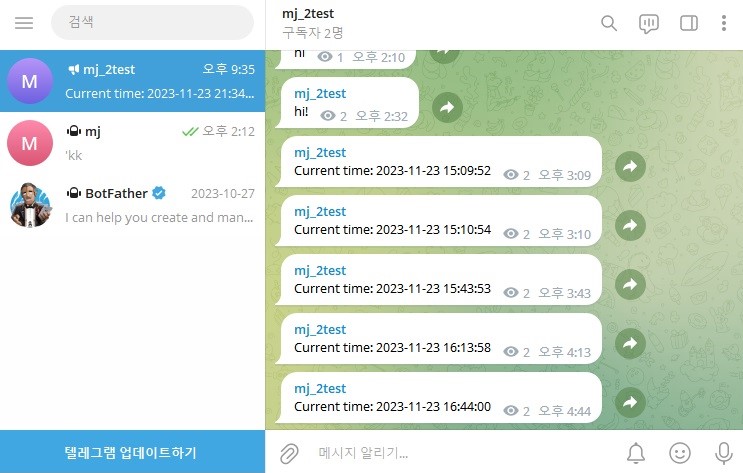 검색
mj_2test
오후 9:35
Current time: 2023-11-23 21:34...
mj
오후 2:12
'kk
BotFather
2023-10-27
I can help you create and man...
텔레그램 업데이트하기
mj_2test
구독자 2명
hi
1 오후 2:10
mj_2test
hi!
2 오후 2:32
mj_2test
Current time: 2023-11-23 15:09:52
2 오후 3:09
mj_2test
Current time: 2023-11-23 15:10:54
2 오후 3:10
mj_2test
Current time: 2023-11-23 15:43:53
2 오후 3:43
mj_2test
Current time: 2023-11-23 16:13:58
2 오후 4:13
mj_2test
Current time: 2023-11-23 16:44:00
2 오후 4:44
메시지 알리기...
M
M